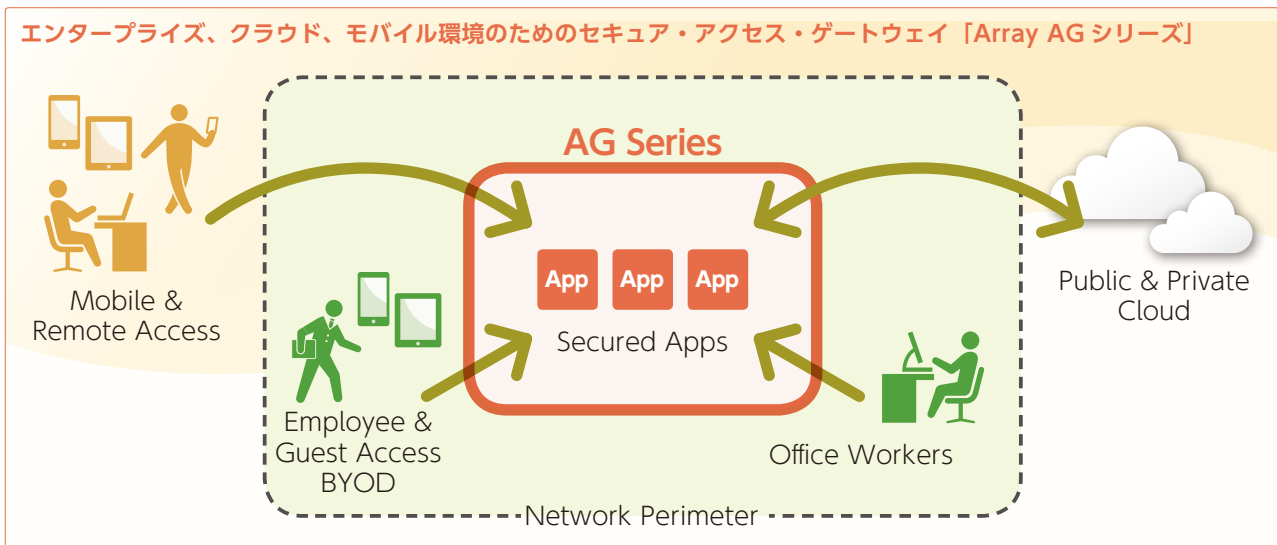 エンタープライズ、クラウド、モバイル環境のためのセキュア・アクセス・ゲートウェイ「Array AG シリーズ」
AG Series
Mobile &
Remote Access
App App App
Secured Apps
Public & Private
Cloud
Employee &
Guest Access
BYOD
Office Workers
Network Perimeter